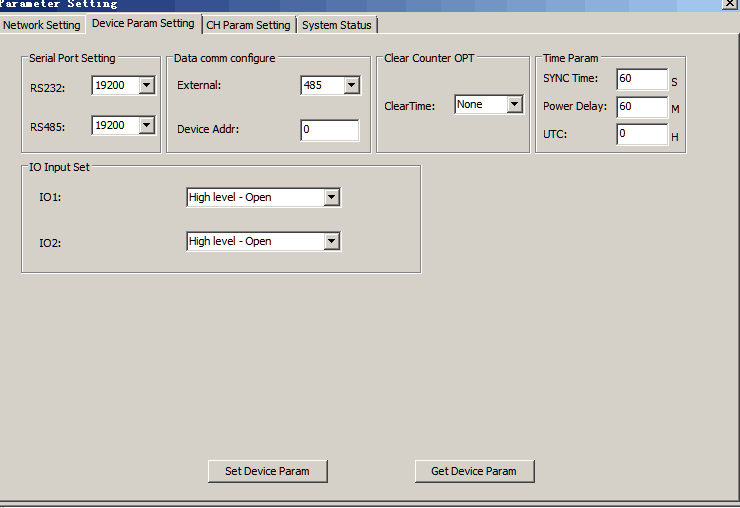 Parameter Setting
Network Setting Device Param Setting CH Param Setting System Status
Serial Port Setting
RS232: 19200
RS485: 19200
Data comm configure
External: 485
Device Addr: 0
Clear Counter OPT
ClearTime: None
Time Param
SYNC Time: 60 S
Power Delay: 60 M
UTC: 0 H
IO Input Set
IO1: High level - Open
IO2: High level - Open
Set Device Param Get Device Param